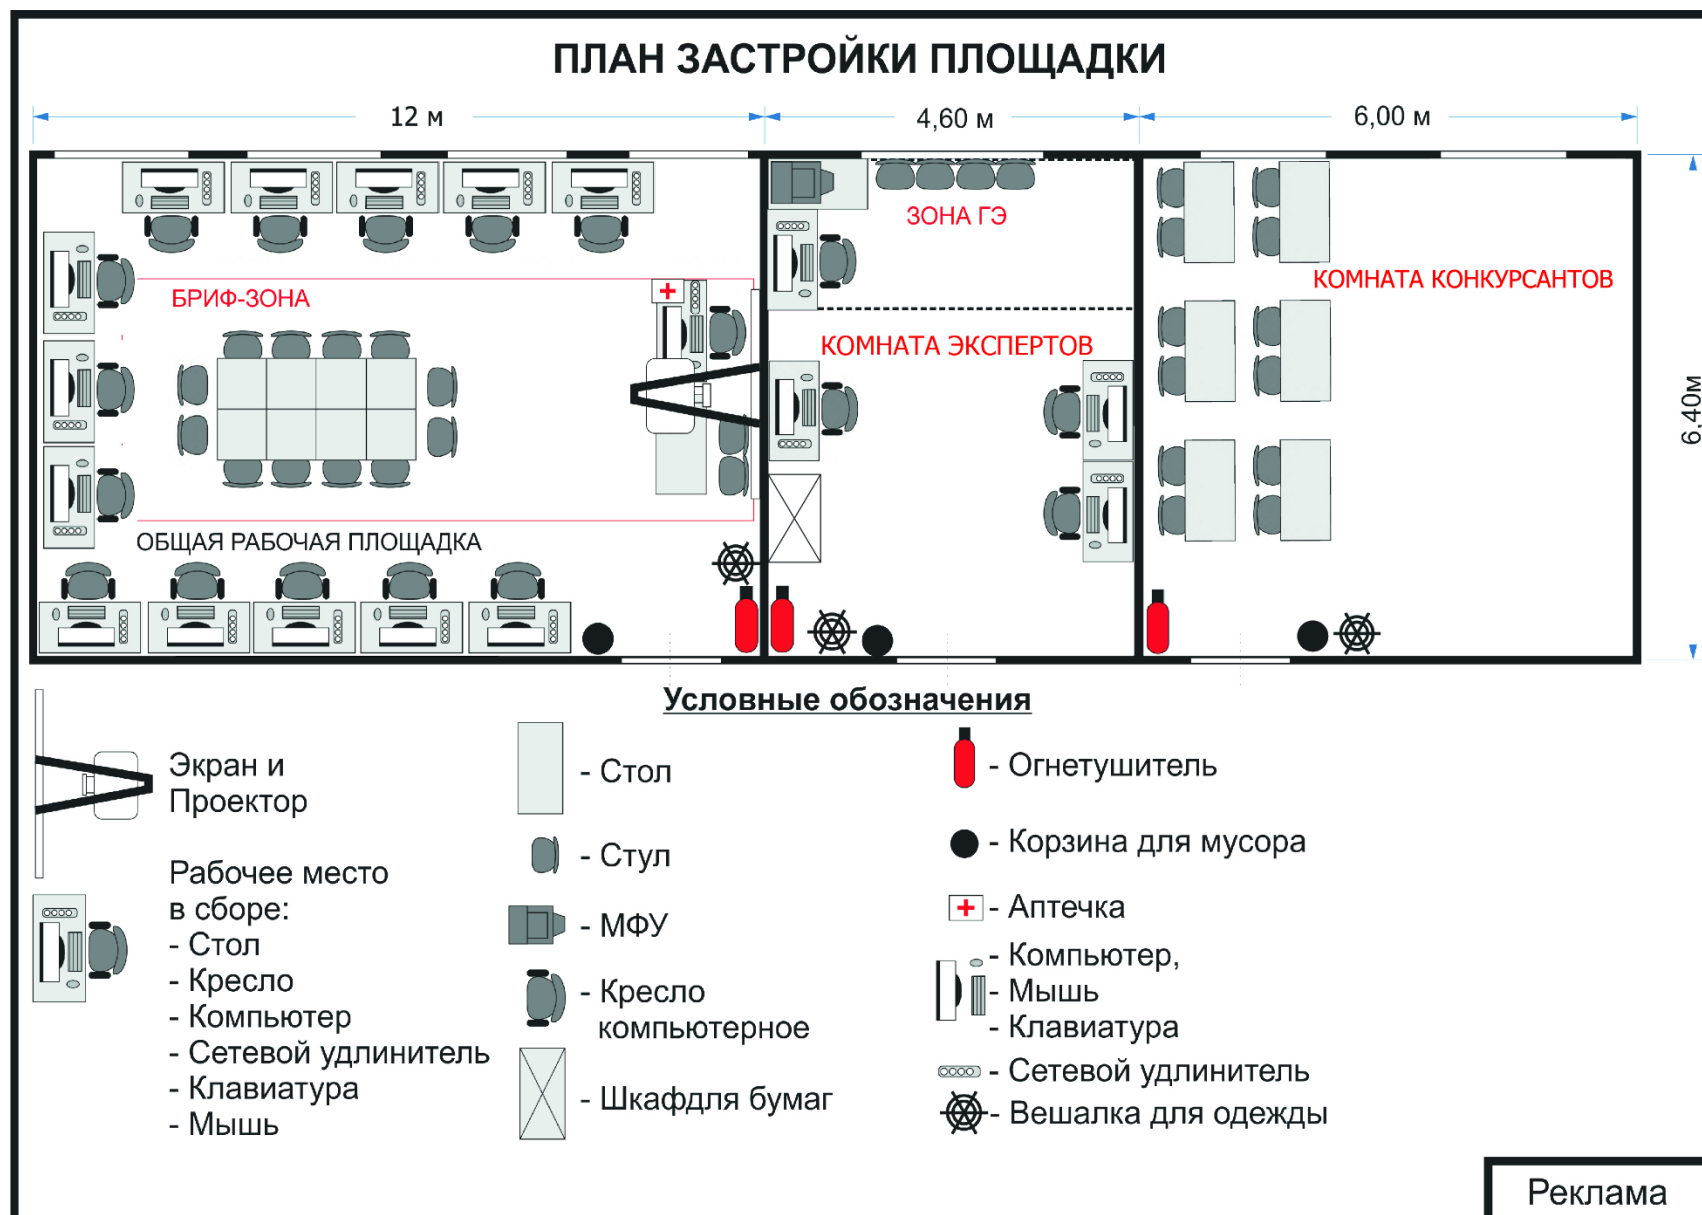 ПЛАН ЗАСТРОЙКИ ПЛОЩАДКИ
12 м
4,60 м
6,00 м
6,40м
ЗОНА ГЭ
КОМНАТА КОНКУРСАНТОВ
БРИФ-ЗОНА
КОМНАТА ЭКСПЕРТОВ
ОБЩАЯ РАБОЧАЯ ПЛОЩАДКА
Условные обозначения
Экран и
Проектор
Рабочее место
в сборе:
- Стол
- Кресло
- Компьютер
- Сетевой удлинитель
- Клавиатура
- Мышь
- Стол
- Стул
- МФУ
- Кресло
компьютерное
- Шкафдля бумаг
- Огнетушитель
- Корзина для мусора
- Аптечка
- Компьютер,
- Мышь
- Клавиатура
- Сетевой удлинитель
- Вешалка для одежды
Реклама